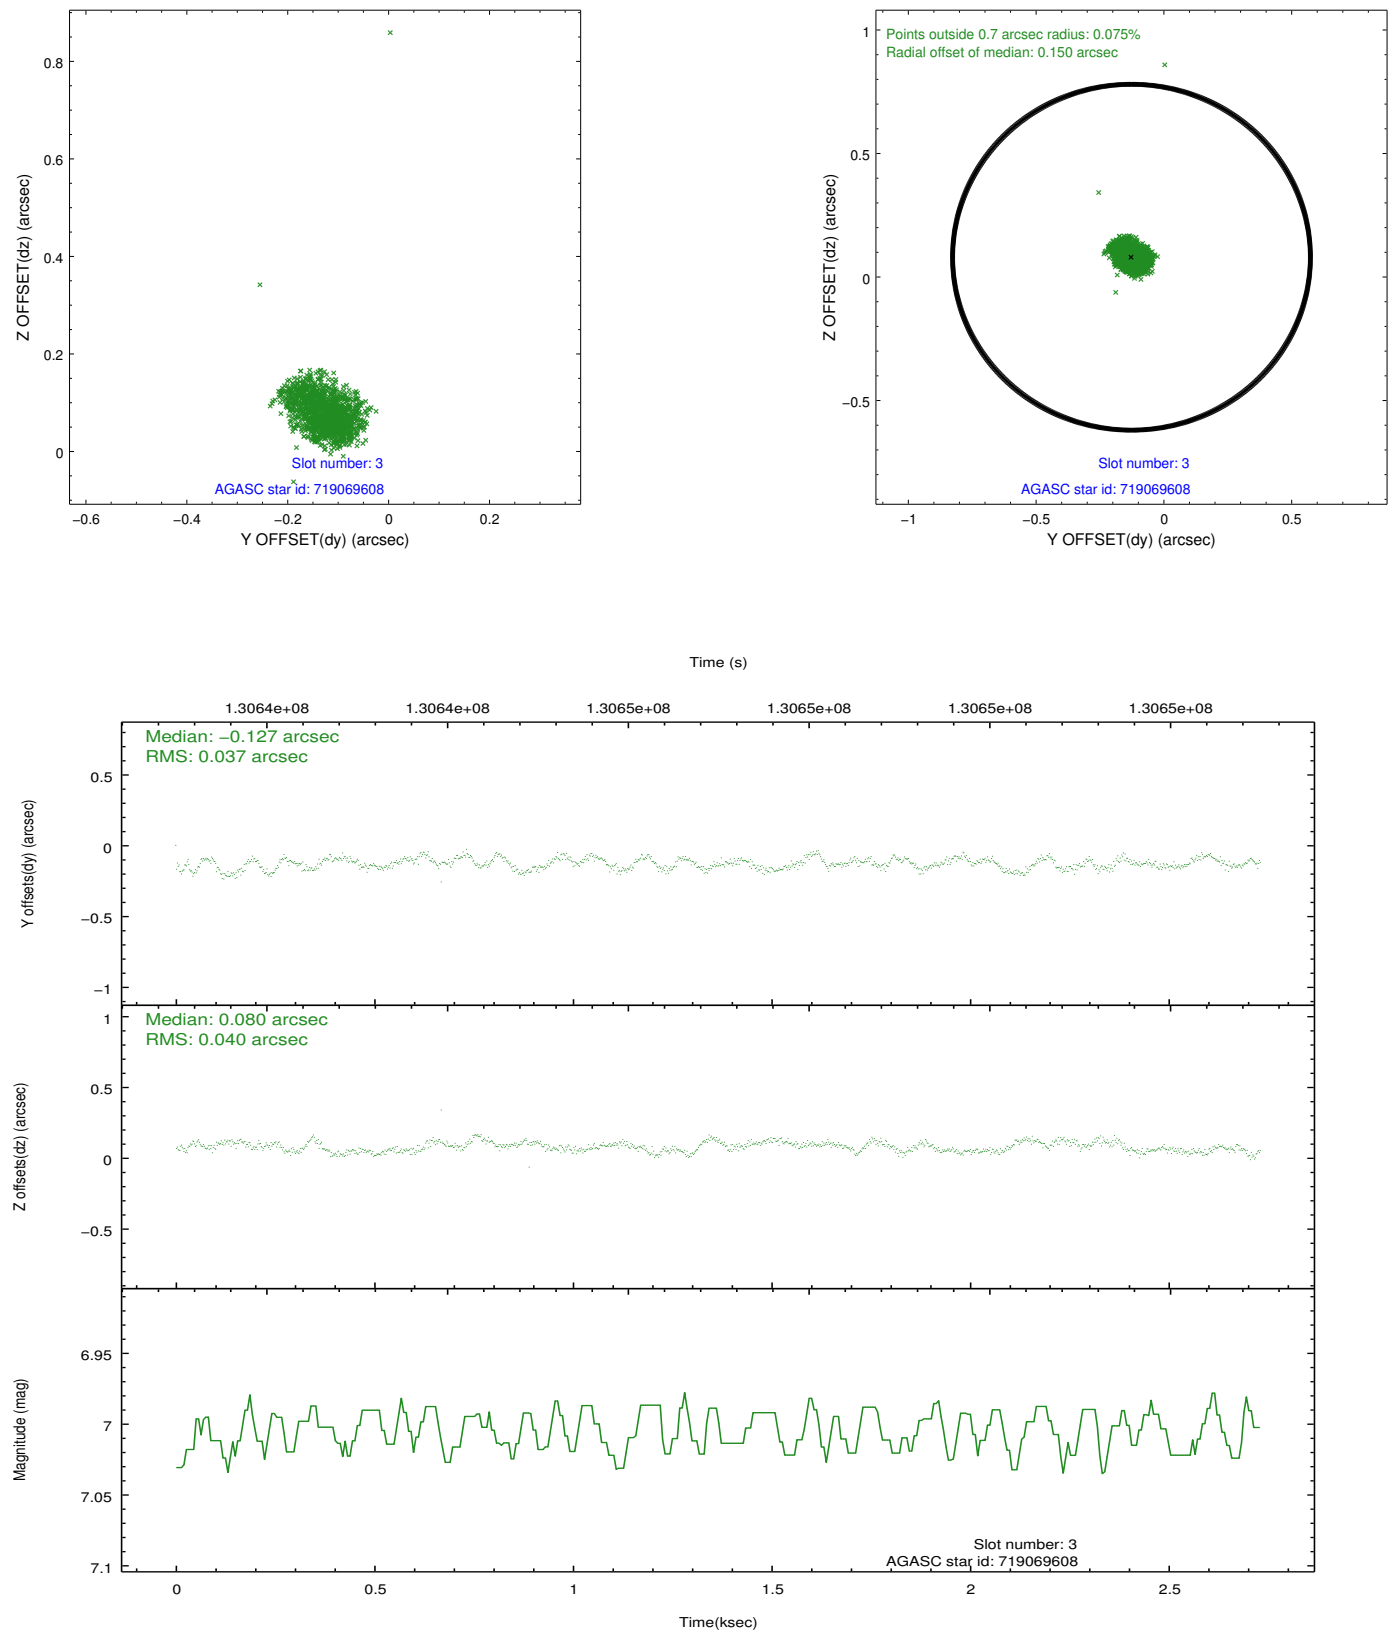 0.8
0.6
0.4
0.2
0
Z OFFSET(dz) (arcsec)
Slot number: 3
AGASC star id: 719069608
−0.6 −0.4 −0.2 0 0.2
Y OFFSET(dy) (arcsec)
Points outside 0.7 arcsec radius: 0.075%
Radial offset of median: 0.150 arcsec
1
0.5
0
−0.5
Z OFFSET(dz) (arcsec)
Slot number: 3
AGASC star id: 719069608
−1 −0.5 0 0.5
Y OFFSET(dy) (arcsec)
Time (s)
1.3064e+08 1.3064e+08 1.3065e+08 1.3065e+08 1.3065e+08 1.3065e+08
Median: −0.127 arcsec
RMS: 0.037 arcsec
0.5
0
−0.5
−1
Y offsets(dy) (arcsec)
Median: 0.080 arcsec
RMS: 0.040 arcsec
1
0.5
0
−0.5
Z offsets(dz) (arcsec)
6.95
7
7.05
7.1
Magnitude (mag)
Slot number: 3
AGASC star id: 719069608
0 0.5 1 1.5 2 2.5
Time(ksec)